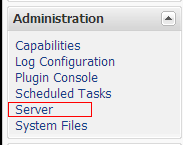 Administration
Capabilities
Log Configuration
Plugin Console
Scheduled Tasks
Server
System Files